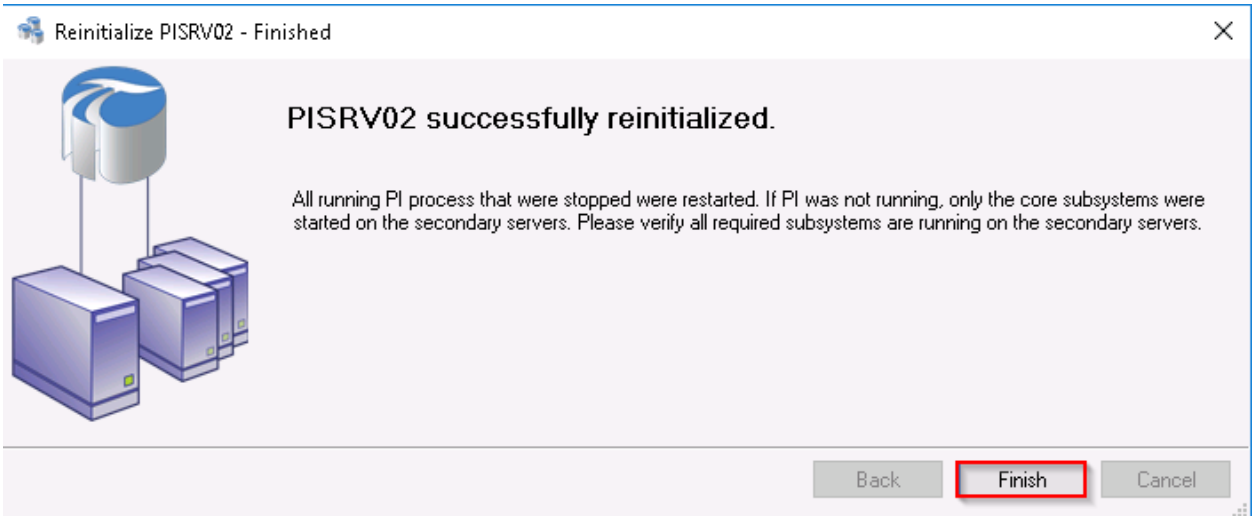 Reinitialize PISRV02 - Finished
PISRV02 successfully reinitialized.
All running PI process that were stopped were restarted. If PI was not running, only the core subsystems were
started on the secondary servers. Please verify all required subsystems are running on the secondary servers.
Back Finish Cancel